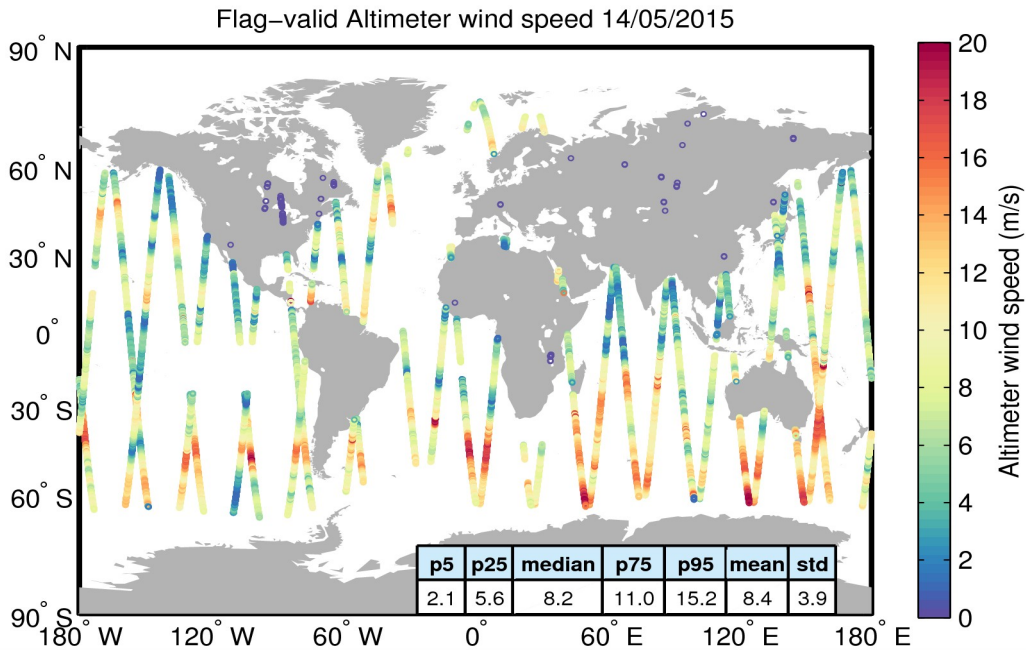 Flag−valid Altimeter wind speed 14/05/2015
90° N
60° N
30° N
0°
30° S
60° S
90° S
180° W
120° W
60° W
0°
60° E
120° E
180° E
p5 p25 median p75 p95 mean std
2.1 5.6 8.2 11.0 15.2 8.4 3.9
20
18
16
14
12
10
8
6
4
2
0
Altimeter wind speed (m/s)